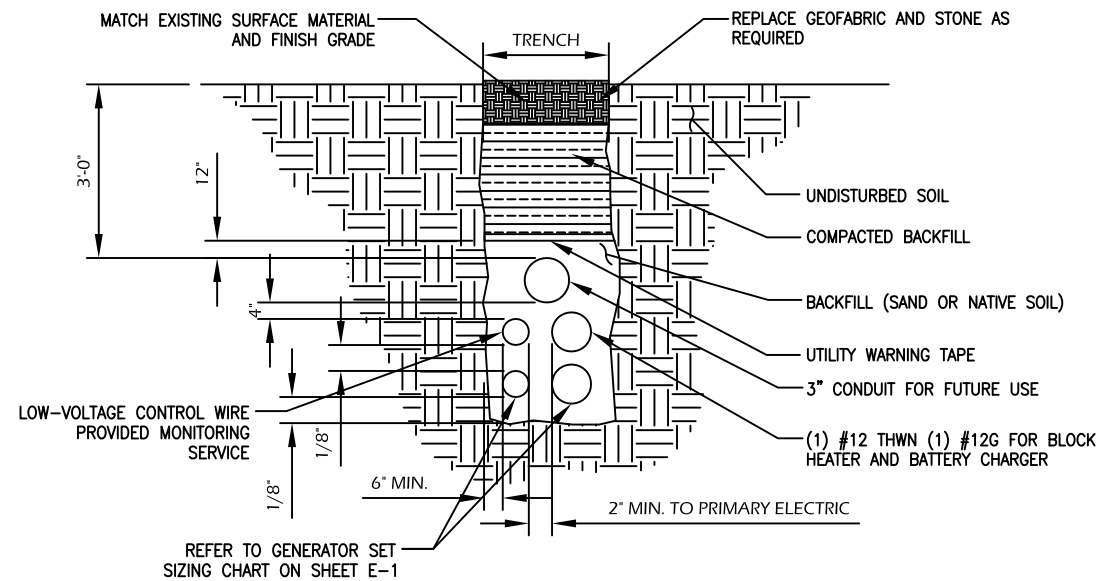 MATCH EXISTING SURFACE MATERIAL
AND FINISH GRADE
TRENCH
REPLACE GEOFABRIC AND STONE AS
REQUIRED
3'-0"
12"
UNDISTURBED SOIL
COMPACTED BACKFILL
BACKFILL (SAND OR NATIVE SOIL)
4"
UTILITY WARNING TAPE
3" CONDUIT FOR FUTURE USE
LOW-VOLTAGE CONTROL WIRE
PROVIDED MONITORING
SERVICE
1/8"
(1) #12 THWN (1) #12G FOR BLOCK
HEATER AND BATTERY CHARGER
1/8"
6" MIN.
2" MIN. TO PRIMARY ELECTRIC
REFER TO GENERATOR SET
SIZING CHART ON SHEET E-1